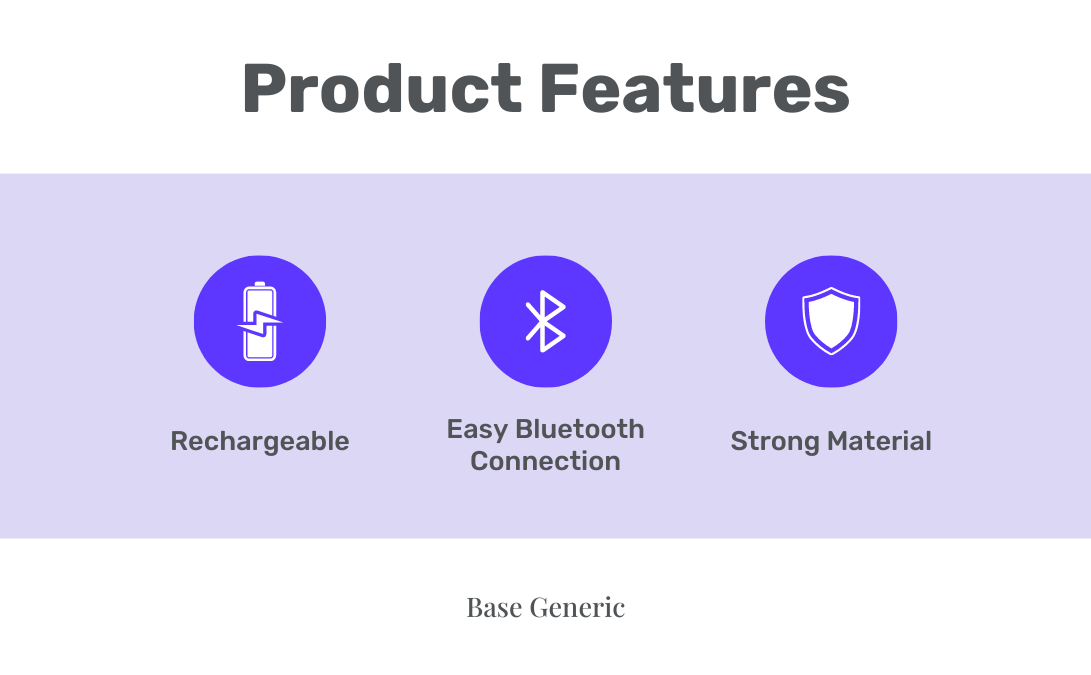 Product Features
Rechargeable
Easy Bluetooth
Connection
Strong Material
Base Generic